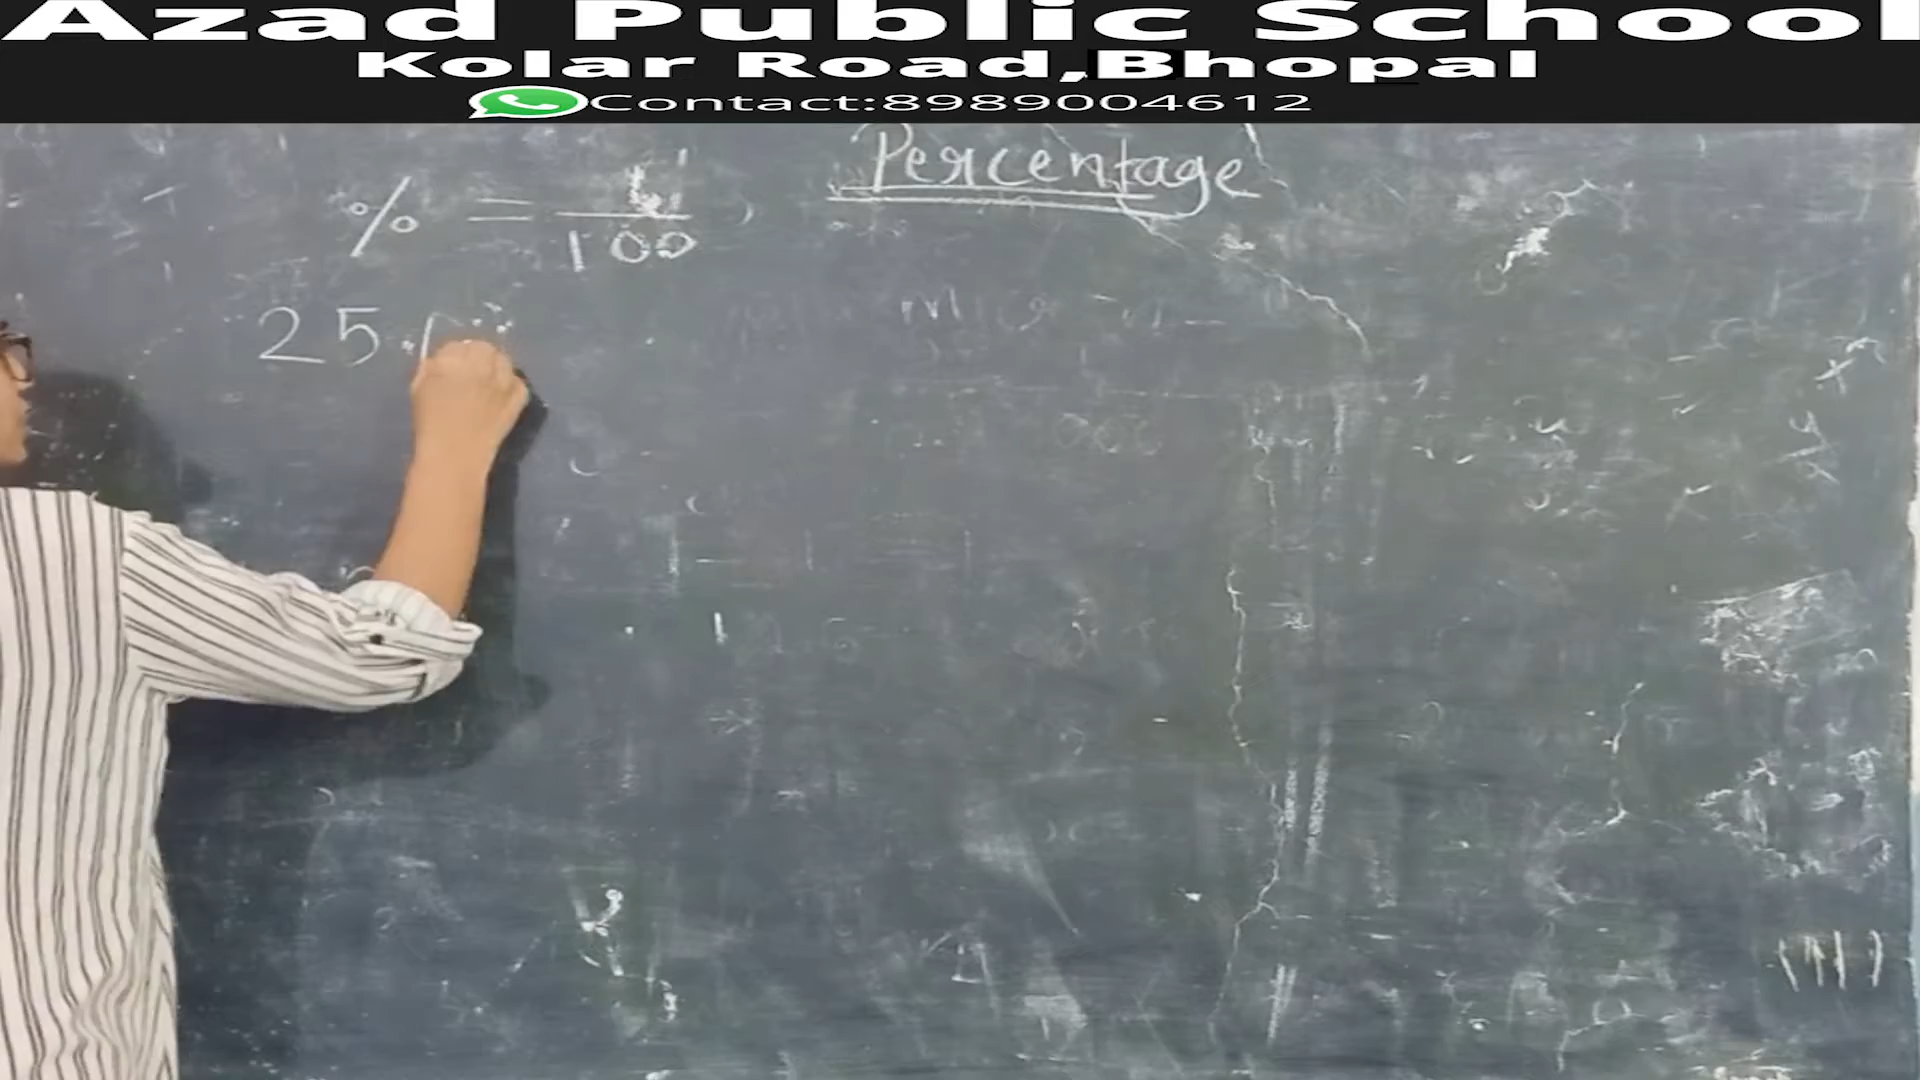 Azad Public School
Kolar Road,Bhopal
Contact:8989004612
Percentage
% = 1/100
25